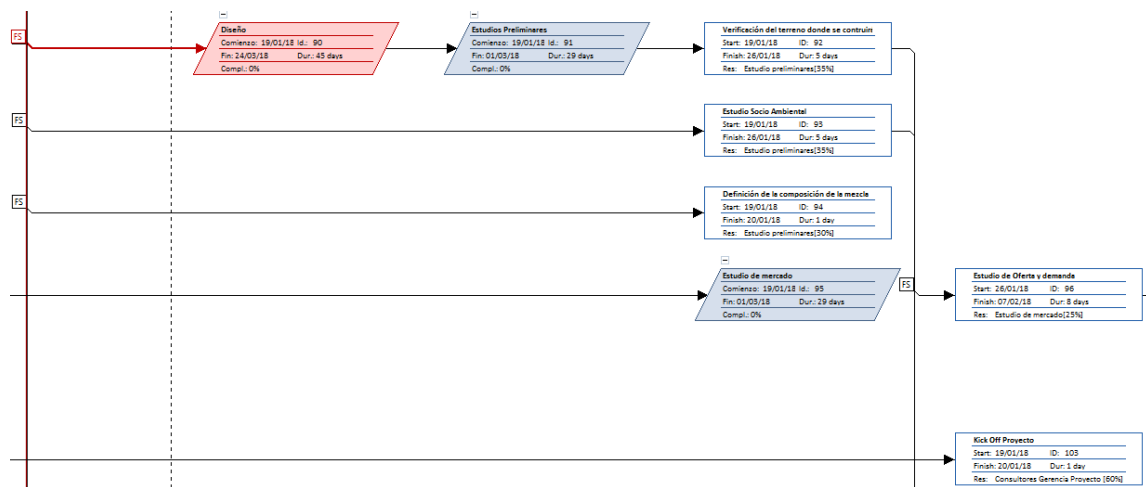 FS
Diseño
Comienzo: 19/01/18 Id.: 90
Fin: 24/03/18 Dur.: 45 days
Compl.: 0%
Estudios Preliminares
Comienzo: 19/01/18 Id.: 91
Fin: 01/03/18 Dur.: 29 days
Compl.: 0%
Verificación del terreno donde se contruir
Start: 19/01/18 ID: 92
Finish: 26/01/18 Dur: 5 days
Res: Estudio preliminares[35%]
FS
Estudio Socio Ambiental
Start: 19/01/18 ID: 93
Finish: 26/01/18 Dur: 5 days
Res: Estudio preliminares[35%]
FS
Definición de la composición de la mezcla
Start: 19/01/18 ID: 94
Finish: 20/01/18 Dur: 1 day
Res: Estudio preliminares[30%]
Estudio de mercado
Comienzo: 19/01/18 Id.: 95
Fin: 01/03/18 Dur.: 29 days
Compl.: 0%
FS
Estudio de Oferta y demanda
Start: 26/01/18 ID: 96
Finish: 07/02/18 Dur: 8 days
Res: Estudio de mercado[25%]
Kick Off Proyecto
Start: 19/01/18 ID: 103
Finish: 20/01/18 Dur: 1 day
Res: Consultores Gerencia Proyecto [60%]